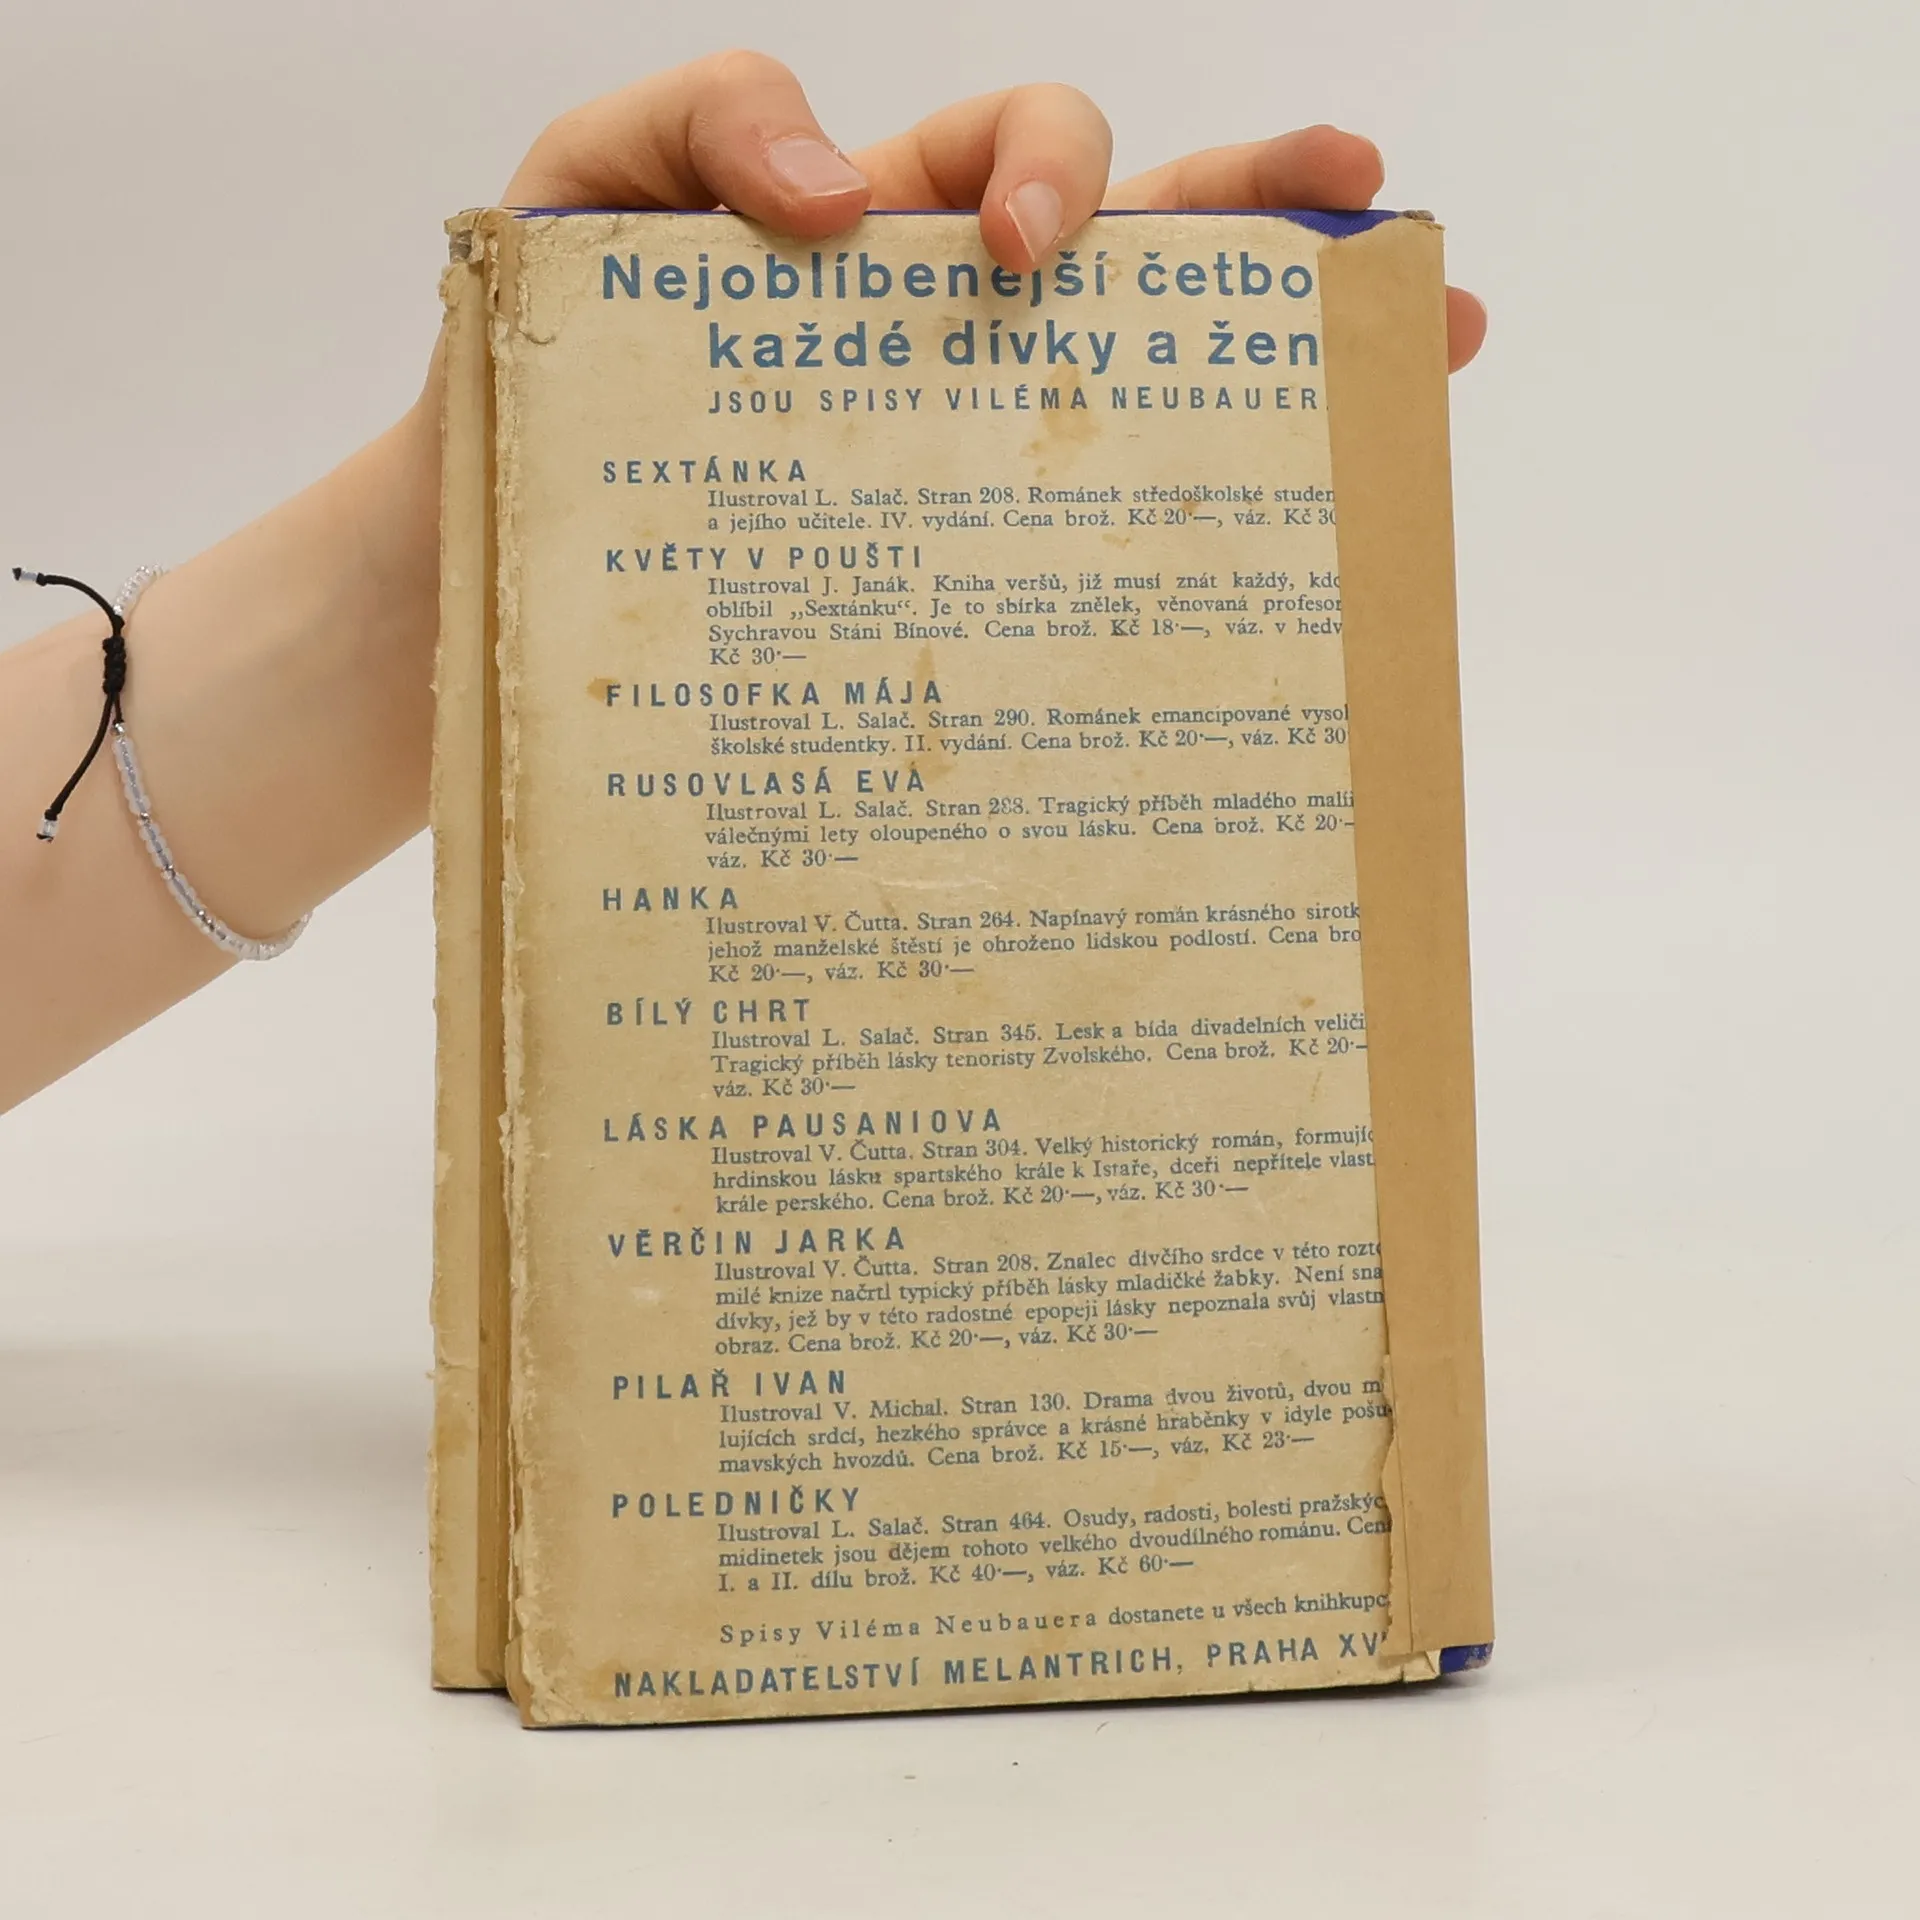 Nejoblíbenejší četbo
každé dívky a žen
JSOU SPISY VILÉMA NEUBAUER
SEXTÁNKA
Ilustroval L. Salač. Stran 208. Románek středoškolské studen
a jejího učitele. IV. vydání. Cena brož. Kč 20·—, váz. Kč 30
KVĚTY V POUŠTI
Ilustroval J. Janák. Kniha veršů, již musí znát každý, kdo
oblíbil „Sextánku“. Je to sbírka znělek, věnovaná profesor
Sychravou Stáni Bínové. Cena brož. Kč 18·—, váz. v hedv
Kč 30·—
FILOSOFKA MÁJA
Ilustroval L. Salač. Stran 290. Románek emancipované vysok
školské studentky. II. vydání. Cena brož. Kč 20·—, váz. Kč 30
RUSOVLASÁ EVA
Ilustroval L. Salač. Stran 288. Tragický příběh mladého malíř
válečnými lety oloupeného o svou lásku. Cena brož. Kč 20·—
váz. Kč 30·—
HANKA
Ilustroval V. Čutta. Stran 264. Napínavý román krásného sirotk
jehož manželské štěstí je ohroženo lidskou podlostí. Cena bro
Kč 20·—, váz. Kč 30·—
BÍLÝ CHRT
Ilustroval L. Salač. Stran 345. Lesk a bída divadelních veliči
Tragický příběh lásky tenoristy Zvolského. Cena brož. Kč 20·—
váz. Kč 30·—
LÁSKA PAUSANIOVA
Ilustroval V. Čutta. Stran 304. Velký historický román, formujíc
hrdinskou lásku spartského krále k Istaře, dceři nepřítele vlast
krále perského. Cena brož. Kč 20·—, váz. Kč 30·—
VĚRČIN JARKA
Ilustroval V. Čutta. Stran 208. Znalec dívčího srdce v této rozto
milé knize načrtl typický příběh lásky mladičké žabky. Není sna
dívky, jež by v této radostné epopeji lásky nepoznala svůj vlastn
obraz. Cena brož. Kč 20·—, váz. Kč 30·—
PILAŘ IVAN
Ilustroval V. Michal. Stran 130. Drama dvou životů, dvou m
lujících srdcí, hezkého správce a krásné hraběnky v idyle pošu
mavských hvozdů. Cena brož. Kč 15·—, váz. Kč 23·—
POLEDNIČKY
Ilustroval L. Salač. Stran 464. Osudy, radosti, bolesti pražskýc
midinetek jsou dějem tohoto velkého dvoudílného románu. Cen
I. a II. dílu brož. Kč 40·—, váz. Kč 60·—
Spisy Viléma Neubauera dostanete u všech knihkupc
NAKLADATELSTVÍ MELANTRICH, PRAHA XV